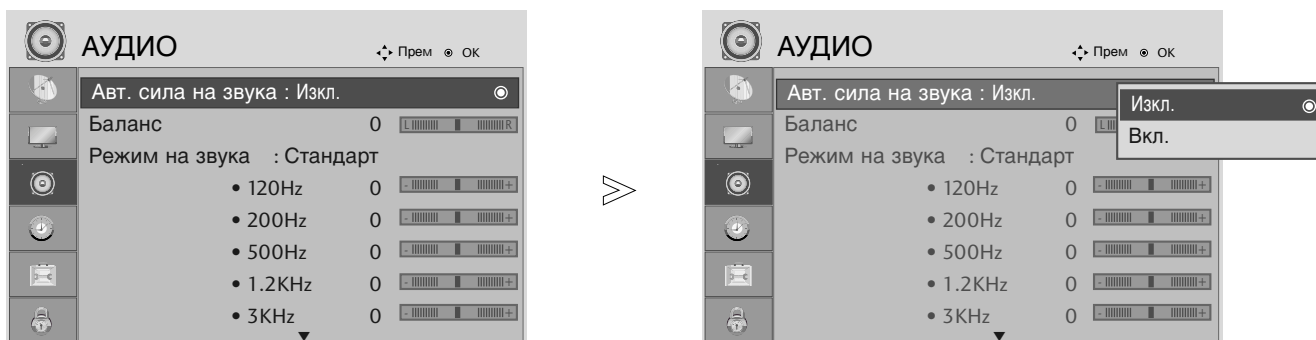 АУДИО Прем OK
Авт. сила на звука : Изкл.
Баланс 0 L R
Режим на звука : Стандарт
• 120Hz 0 - +
• 200Hz 0 - +
• 500Hz 0 - +
• 1.2KHz 0 - +
• 3KHz 0 - +
АУДИО Прем OK
Авт. сила на звука : Изкл.
Баланс 0 L
Режим на звука : Стандарт
• 120Hz 0 - +
• 200Hz 0 - +
• 500Hz 0 - +
• 1.2KHz 0 - +
• 3KHz 0 - +
Изкл.
Вкл.